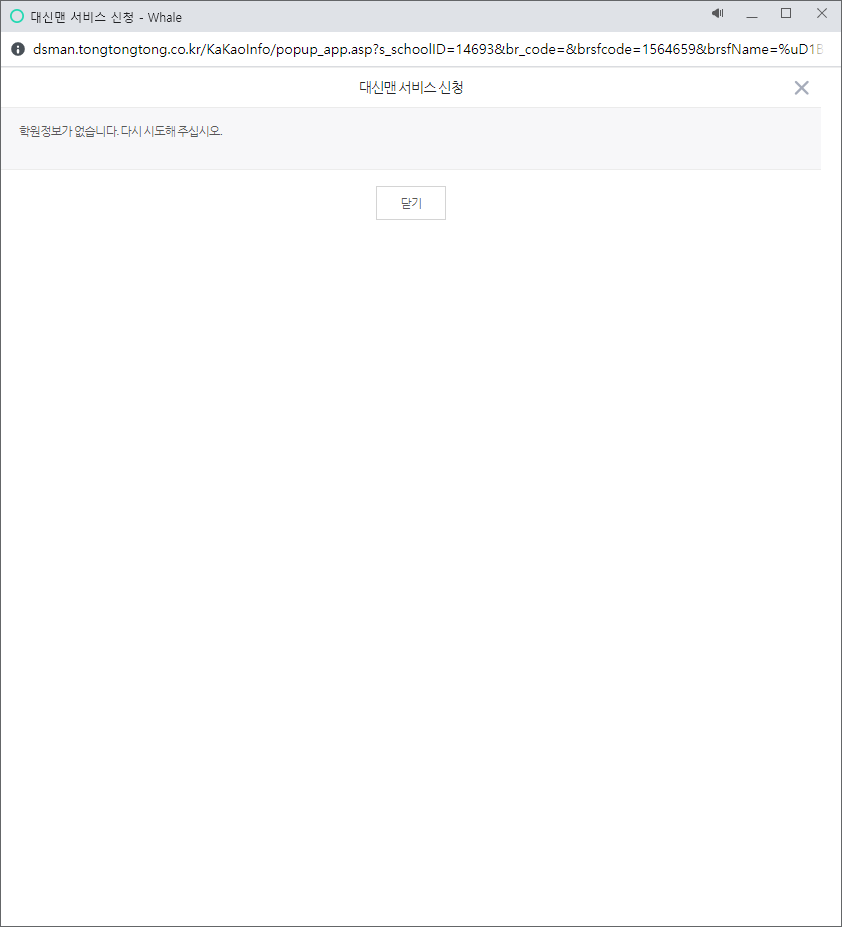 대신맨 서비스 신청 - Whale
dsman.tongtongtong.co.kr/KaKaoInfo/popup_app.asp?s_schoolID=14693&br_code=&brsfcode=1564659&brsfName=%uD1B
대신맨 서비스 신청
학원정보가 없습니다. 다시 시도해 주십시오.
닫기